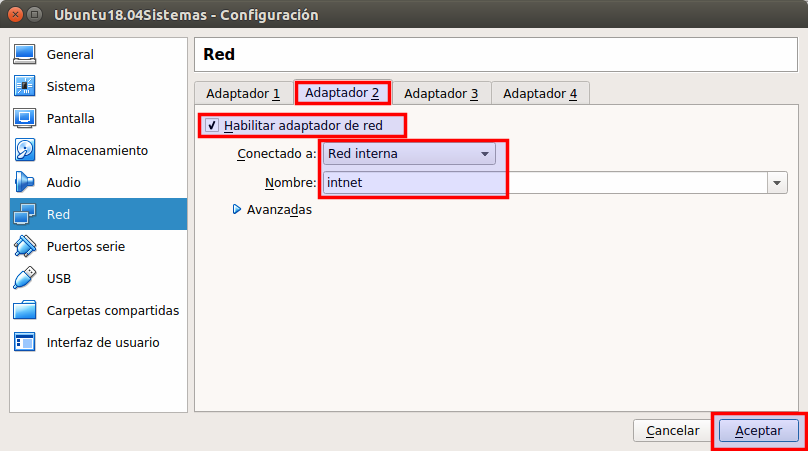 Ubuntu18.04Sistemas - Configuración
General
Sistema
Pantalla
Almacenamiento
Audio
Red
Puertos serie
USB
Carpetas compartidas
Interfaz de usuario
Red
Adaptador 1 Adaptador 2 Adaptador 3 Adaptador 4
Habilitar adaptador de red
Conectado a: Red interna
Nombre: intnet
Avanzadas
Cancelar Aceptar